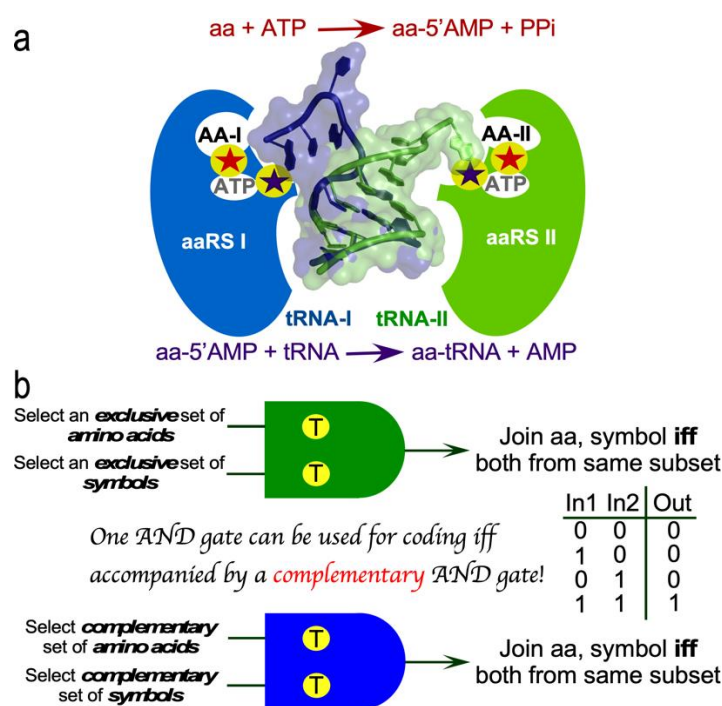 a
aa + ATP → aa-5'AMP + PPi
AA-I
ATP
aaRS I
AA-II
ATP
aaRS II
tRNA-I tRNA-II
aa-5'AMP + tRNA → aa-tRNA + AMP
b
Select an exclusive set of
amino acids
Select an exclusive set of
symbols
T
T
Join aa, symbol iff
both from same subset
In1 In2 Out
0 0 0
1 0 0
0 1 0
1 1 1
One AND gate can be used for coding iff
accompanied by a complementary AND gate!
Select complementary
set of amino acids
Select complementary
set of symbols
T
T
Join aa, symbol iff
both from same subset